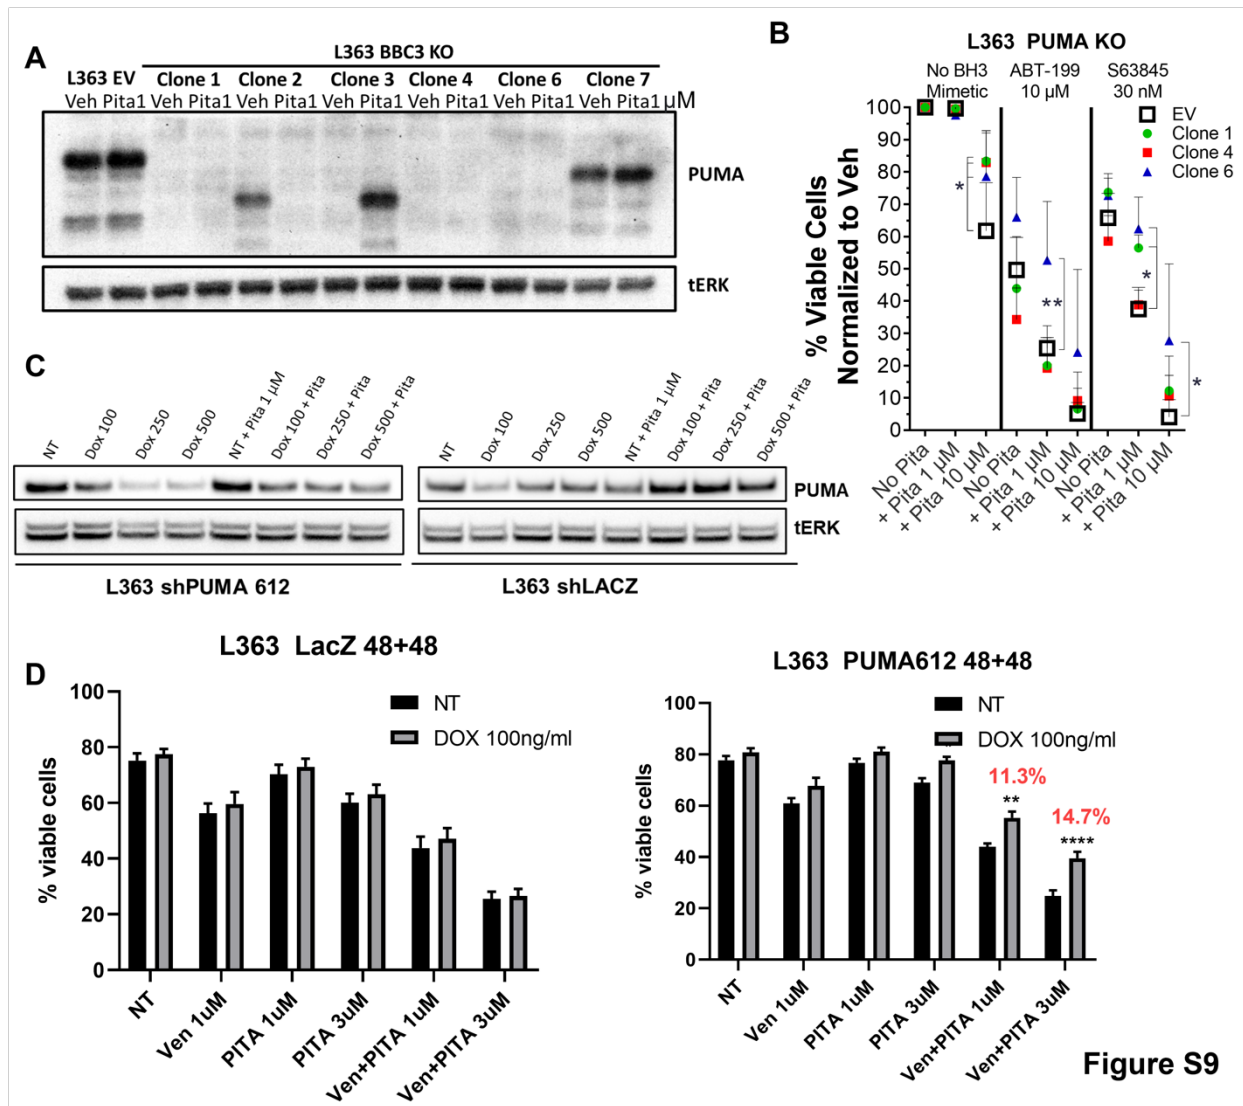 A
L363 BBC3 KO
L363 EV Clone 1 Clone 2 Clone 3 Clone 4 Clone 6 Clone 7
Veh Pita1 Veh Pita1 Veh Pita1 Veh Pita1 Veh Pita1 Veh Pita1 Veh Pita1 µM
PUMA
tERK
B
L363 PUMA KO
No BH3 Mimetic
ABT-199 10 µM
S63845 30 nM
EV
Clone 1
Clone 4
Clone 6
% Viable Cells
Normalized to Veh
100
90
80
70
60
50
40
30
20
10
0
*
**
*
*
No Pita
+ Pita 1 µM
+ Pita 10 µM
No Pita
+ Pita 1 µM
+ Pita 10 µM
No Pita
+ Pita 1 µM
+ Pita 10 µM
C
NT
Dox 100
Dox 250
Dox 500
NT + Pita 1 µM
Dox 100 + Pita
Dox 250 + Pita
Dox 500 + Pita
NT
Dox 100
Dox 250
Dox 500
NT + Pita 1 µM
Dox 100 + Pita
Dox 250 + Pita
Dox 500 + Pita
PUMA
tERK
L363 shPUMA 612
L363 shLACZ
D
L363 LacZ 48+48
NT
DOX 100ng/ml
% viable cells
100
80
60
40
20
0
NT
Ven 1uM
PITA 1uM
PITA 3uM
Ven+PITA 1uM
Ven+PITA 3uM
L363 PUMA612 48+48
NT
DOX 100ng/ml
% viable cells
100
80
60
40
20
0
11.3%
**
14.7%
****
NT
Ven 1uM
PITA 1uM
PITA 3uM
Ven+PITA 1uM
Ven+PITA 3uM
Figure S9